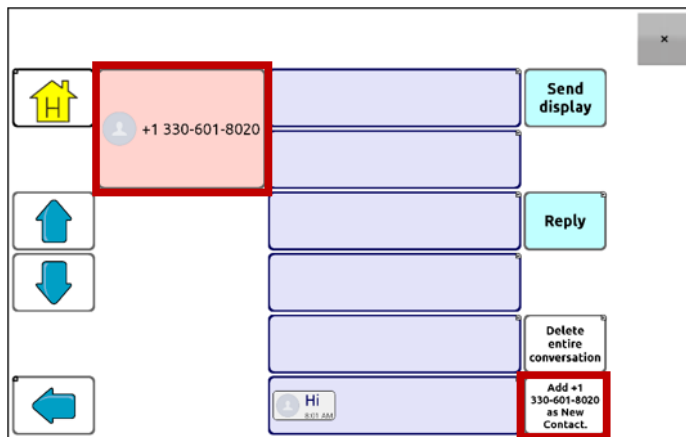 ×
H
+1 330-601-8020
Send
display
Reply
Delete
entire
conversation
Hi
8:01 AM
Add +1
330-601-8020
as New
Contact.